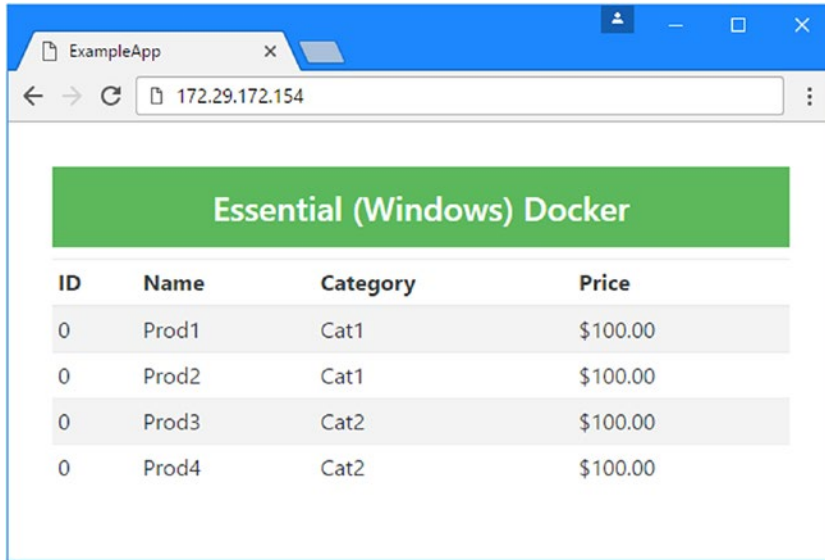 ExampleApp
172.29.172.154
Essential (Windows) Docker
ID Name Category Price
0 Prod1 Cat1 $100.00
0 Prod2 Cat1 $100.00
0 Prod3 Cat2 $100.00
0 Prod4 Cat2 $100.00